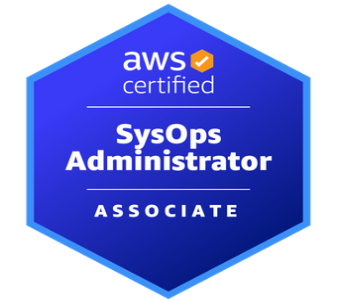 aws
certified
SysOps
Administrator
ASSOCIATE